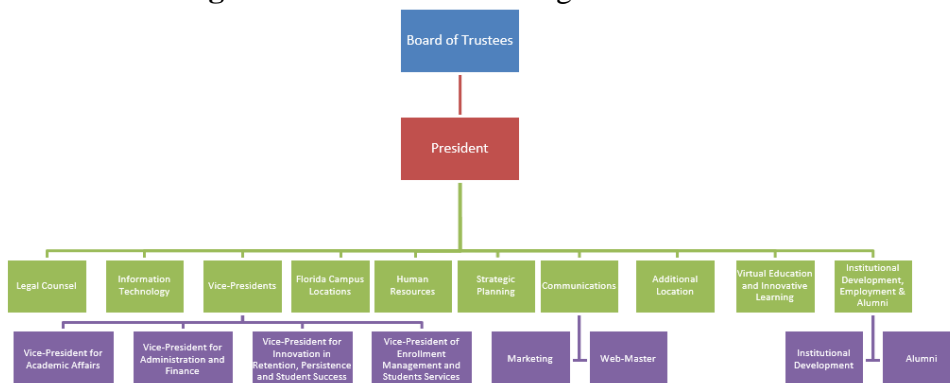 Board of Trustees
President
Legal Counsel
Information
Technology
Vice-Presidents
Florida Campus
Locations
Human
Resources
Strategic
Planning
Communications
Additional
Location
Virtual Education
and Innovative
Learning
Institutional
Development,
Employment &
Alumni
Vice-President for
Academic Affairs
Vice-President for
Administration and
Finance
Vice-President for
Innovation in
Retention, Persistence
and Student Success
Vice-President of
Enrollment
Management and
Students Services
Marketing
Web-Master
Institutional
Development
Alumni